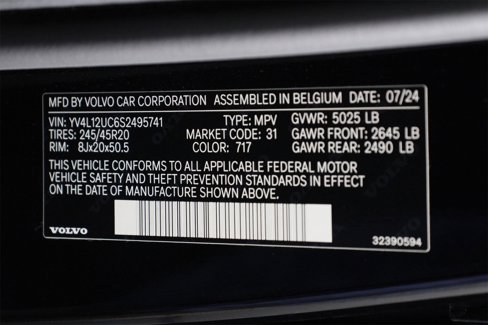 MFD BY VOLVO CAR CORPORATION ASSEMBLED IN BELGIUM 07/24
VIN: YV4L12UC6S2495741 TYPE: MPV GVWR: 5025 LB
TIRES: 245/45R20 MARKET CODE: 31 GAWR FRONT: 2645 LB
RIM: 8Jx20x50.5 COLOR: 717 GAWR REAR: 2490 LB
THIS VEHICLE CONFORMS TO ALL APPLICABLE FEDERAL MOTOR
VEHICLE SAFETY AND THEFT PREVENTION STANDARDS IN EFFECT
ON THE DATE OF MANUFACTURE SHOWN ABOVE.
VOLVO 32390594